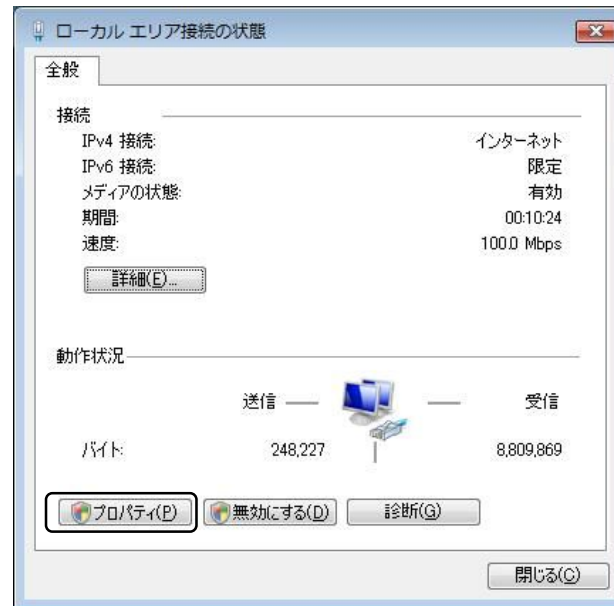 ローカル エリア接続の状態
全般
接続
IPv4 接続: インターネット
IPv6 接続: 限定
メディアの状態: 有効
期間: 00:10:24
速度: 100.0 Mbps
詳細(E)...
動作状況
送信 受信
バイト: 248,227 8,809,869
プロパティ(P) 無効にする(D) 診断(G)
閉じる(C)